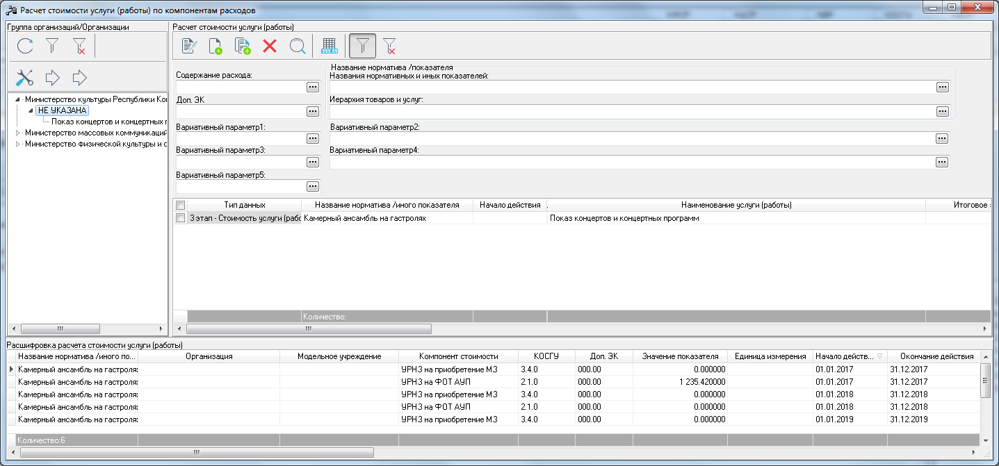 Расчет стоимости услуги (работы) по компонентам расходов
Группа организаций/Организации
Министерство культуры Республики Ко
НЕ УКАЗАНА
Показ концертов и концертных
Министерство массовых коммуникаций
Министерство физической культуры и с
Расчет стоимости услуги (работы)
999.99
Содержание расхода:
Название норматива /показателя
Названия нормативных и иных показателей:
Доп. ЭК
Иерархия товаров и услуг:
Вариативный параметр1:
Вариативный параметр2:
Вариативный параметр3:
Вариативный параметр4:
Вариативный параметр5:
Тип данных Название норматива /иного показателя Начало действия Наименование услуги (работы) Итоговое
3 этап - Стоимость услуги (рабо Камерный ансамбль на гастролях Показ концертов и концертных программ
Количество:
Расшифровка расчета стоимости услуги (работы)
Название норматива /иного по... Организация Модельное учреждение Компонент стоимости КОСГУ Доп. ЭК Значение показателя Единица измерения Начало действ... Окончание действия
Камерный ансамбль на гастролях УРНЗ на приобретение МЗ 3.4.0 000.00 0.000000 01.01.2017 31.12.2017
Камерный ансамбль на гастролях УРНЗ на ФОТ АУП 2.1.0 000.00 1 235.420000 01.01.2017 31.12.2017
Камерный ансамбль на гастролях УРНЗ на приобретение МЗ 3.4.0 000.00 0.000000 01.01.2018 31.12.2018
Камерный ансамбль на гастролях УРНЗ на ФОТ АУП 2.1.0 000.00 0.000000 01.01.2018 31.12.2018
Камерный ансамбль на гастролях УРНЗ на приобретение МЗ 3.4.0 000.00 0.000000 01.01.2019 31.12.2019
Количество:6